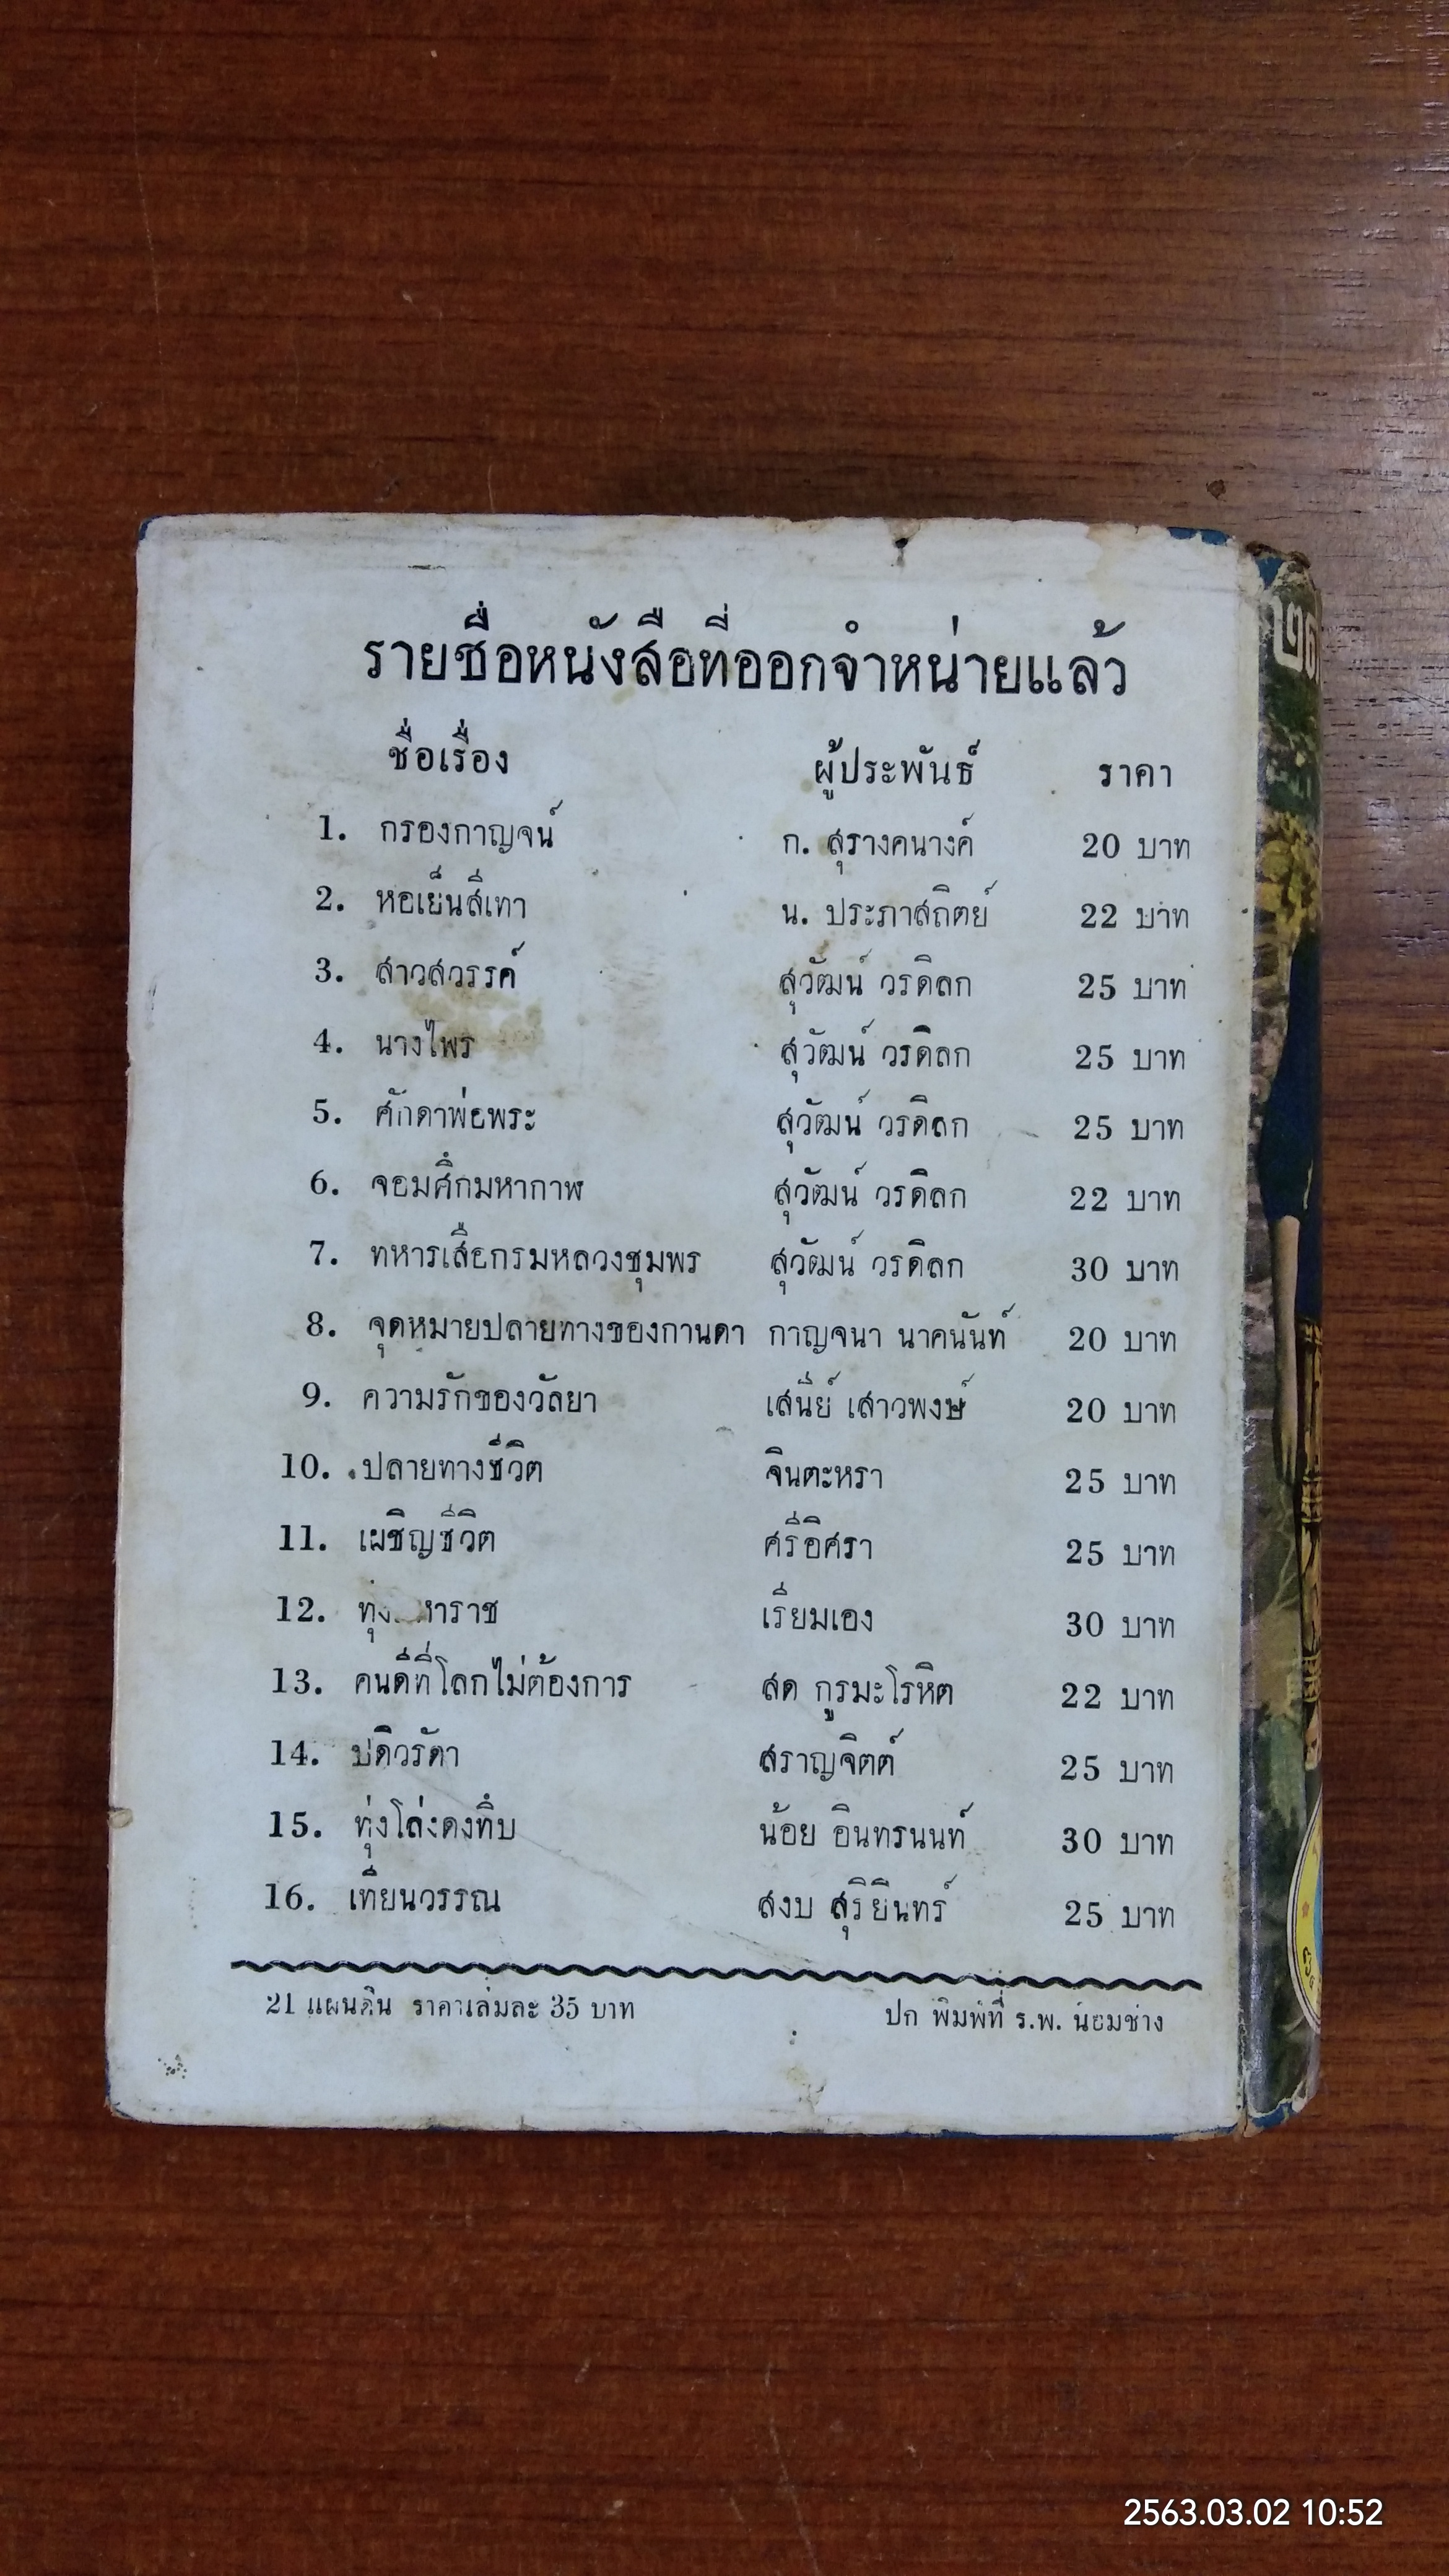 รายชื่อหนังสือที่ออกจำหน่ายแล้ว
ชื่อเรื่อง ผู้ประพันธ์ ราคา
1. กรองกาญจน์ ก. สุรางคนางค์ 20 บาท
2. หอเย็นสีเทา น. ประภาสถิตย์ 22 บาท
3. สาวสวรรค์ สุวัฒน์ วรดิลก 25 บาท
4. นางไพร สุวัฒน์ วรดิลก 25 บาท
5. ศักดาพ่อพระ สุวัฒน์ วรดิลก 25 บาท
6. จอมศึกมหากาฬ สุวัฒน์ วรดิลก 22 บาท
7. ทหารเสือกรมหลวงชุมพร สุวัฒน์ วรดิลก 30 บาท
8. จุดหมายปลายทางของกานดา กาญจนา นาคนันท์ 20 บาท
9. ความรักของวัลยา เสนีย์ เสาวพงษ์ 20 บาท
10. ปลายทางชีวิต จินตะหรา 25 บาท
11. เผชิญชีวิต ศรีอิศรา 25 บาท
12. เรียมเอง 30 บาท
13. คนดีที่โลกไม่ต้องการ สด กูรมะโรหิต 22 บาท
14. ปดิวรัดา สราญจิตต์ 25 บาท
15. ทุ่งโล่งดงทึบ น้อย อินทรนนท์ 30 บาท
16. เทียนวรรณ สงบ สุริยินทร์ 25 บาท
21 แผนดิน ราคาเล่มละ 35 บาท ปก พิมพ์ที่ ร.พ. น่อมช่าง
2563.03.02 10:52